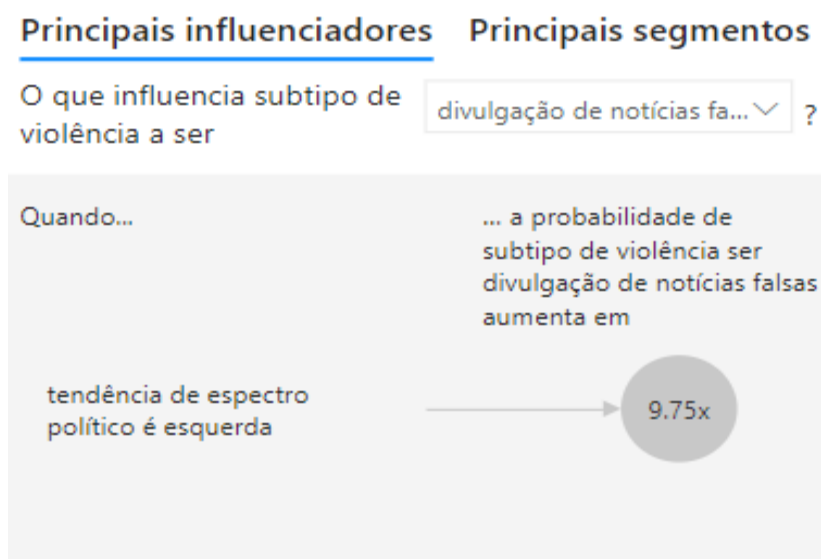 Principais influenciadores Principais segmentos
O que influencia subtipo de
violência a ser
divulgação de notícias fa... ?
Quando...
... a probabilidade de
subtipo de violência ser
divulgação de notícias falsas
aumenta em
tendência de espectro
político é esquerda
9.75x